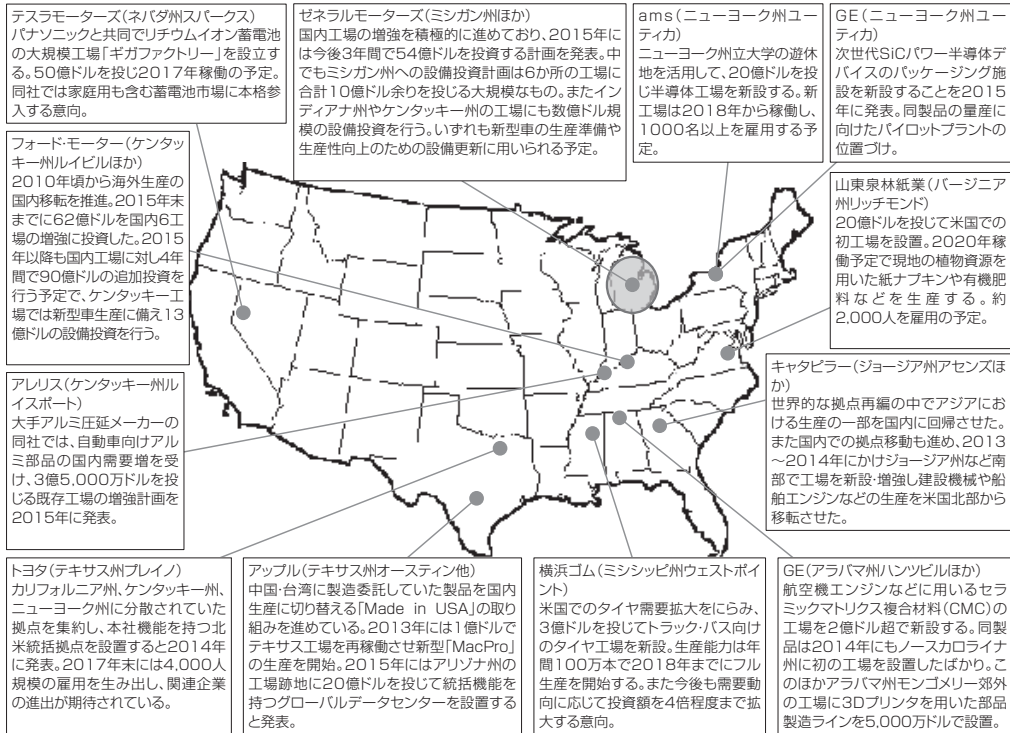 テスラモーターズ(ネバダ州スパークス)
パナソニックと共同でリチウムイオン蓄電池
の大規模工場「ギガファクトリー」を設立す
る。50億ドルを投じ2017年稼働の予定。
同社では家庭用も含む蓄電池市場に本格参
入する意向。
ゼネラルモーターズ(ミシガン州ほか)
国内工場の増強を積極的に進めており、2015年に
は今後3年間で54億ドルを投資する計画を発表。中
でもミシガン州への設備投資計画は6か所の工場に
合計10億ドル余りを投じる大規模なもの。またイン
ディアナ州やケンタッキー州の工場にも数億ドル規
模の設備投資を行う。いずれも新型車の生産準備や
生産性向上のための設備更新に用いられる予定。
ams(ニューヨーク州ユー
ティカ)
ニューヨーク州立大学の遊休
地を活用して、20億ドルを投
じ半導体工場を新設する。新
工場は2018年から稼働し、
1000名以上を雇用する予
定。
GE(ニューヨーク州ユー
ティカ)
次世代SiCパワー半導体デ
バイスのパッケージング施
設を新設することを2015
年に発表。同製品の量産に
向けたパイロットプラントの
位置づけ。
フォード・モーター(ケンタッ
キー州ルイビルほか)
2010年頃から海外生産の
国内移転を推進。2015年末
までに62億ドルを国内6工
場の増強に投資した。2015
年以降も国内工場に対し4年
間で90億ドルの追加投資を
行う予定で、ケンタッキー工
場では新型車生産に備え13
億ドルの設備投資を行う。
山東泉林紙業(バージニア
州リッチモンド)
20億ドルを投じて米国での
初工場を設置。2020年稼
働予定で現地の植物資源を
用いた紙ナプキンや有機肥
料などを生産する。約
2,000人を雇用の予定。
アレリス(ケンタッキー州ル
イスポート)
大手アルミ圧延メーカーの
同社では、自動車向けアル
ミ部品の国内需要増を受
け、3億5,000万ドルを投
じる既存工場の増強計画を
2015年に発表。
キャタピラー(ジョージア州アセンズほ
か)
世界的な拠点再編の中でアジアにお
ける生産の一部を国内に回帰させた。
また国内での拠点移動も進め、2013
～2014年にかけジョージア州など南
部で工場を新設・増強し建設機械や船
舶エンジンなどの生産を米国北部から
移転させた。
トヨタ(テキサス州プレイノ)
カリフォルニア州、ケンタッキー州、
ニューヨーク州に分散されていた
拠点を集約し、本社機能を持つ北
米統括拠点を設置すると2014年
に発表。2017年末には4,000人
規模の雇用を生み出し、関連企業
の進出が期待されている。
アップル(テキサス州オースティン他)
中国・台湾に製造委託していた製品を国内
生産に切り替える「Made in USA」の取り
組みを進めている。2013年には1億ドルで
テキサス工場を再稼働させ新型「MacPro」
の生産を開始。2015年にはアリゾナ州の工
場跡地に20億ドルを投じて統括機能を
持つグローバルデータセンターを設置する
と発表。
横浜ゴム(ミシシッピ州ウェストポイ
ント)
米国でのタイヤ需要拡大をにらみ、
3億ドルを投じてトラック・バス向け
のタイヤ工場を新設。生産能力は年
間100万本で2018年までにフル
生産を開始する。また今後も需要動
向に応じて投資額を4倍程度まで拡
大する意向。
GE(アラバマ州ハンツビルほか)
航空機エンジンなどに用いるセラ
ミックマトリクス複合材料(CMC)の
工場を2億ドル超で新設する。同製
品は2014年にもノースカロライナ
州に初の工場を設置したばかり。こ
のほかアラバマ州モンゴメリー郊外
の工場に3Dプリンタを用いた部品
製造ラインを5,000万ドルで設置。